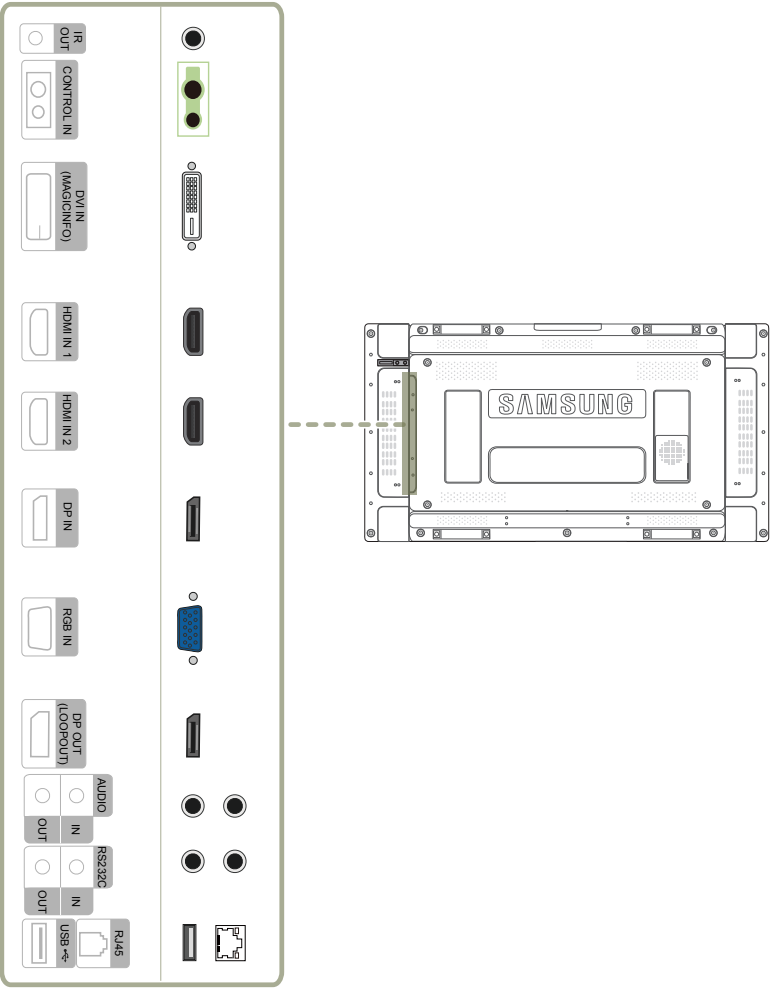 IR
OUT
CONTROL IN
DVI IN
(MAGICINFO)
HDMI IN 1
HDMI IN 2
DP IN
RGB IN
DP OUT
(LOOPOUT)
AUDIO
IN
OUT
RS232C
IN
OUT
RJ45
USB
SAMSUNG